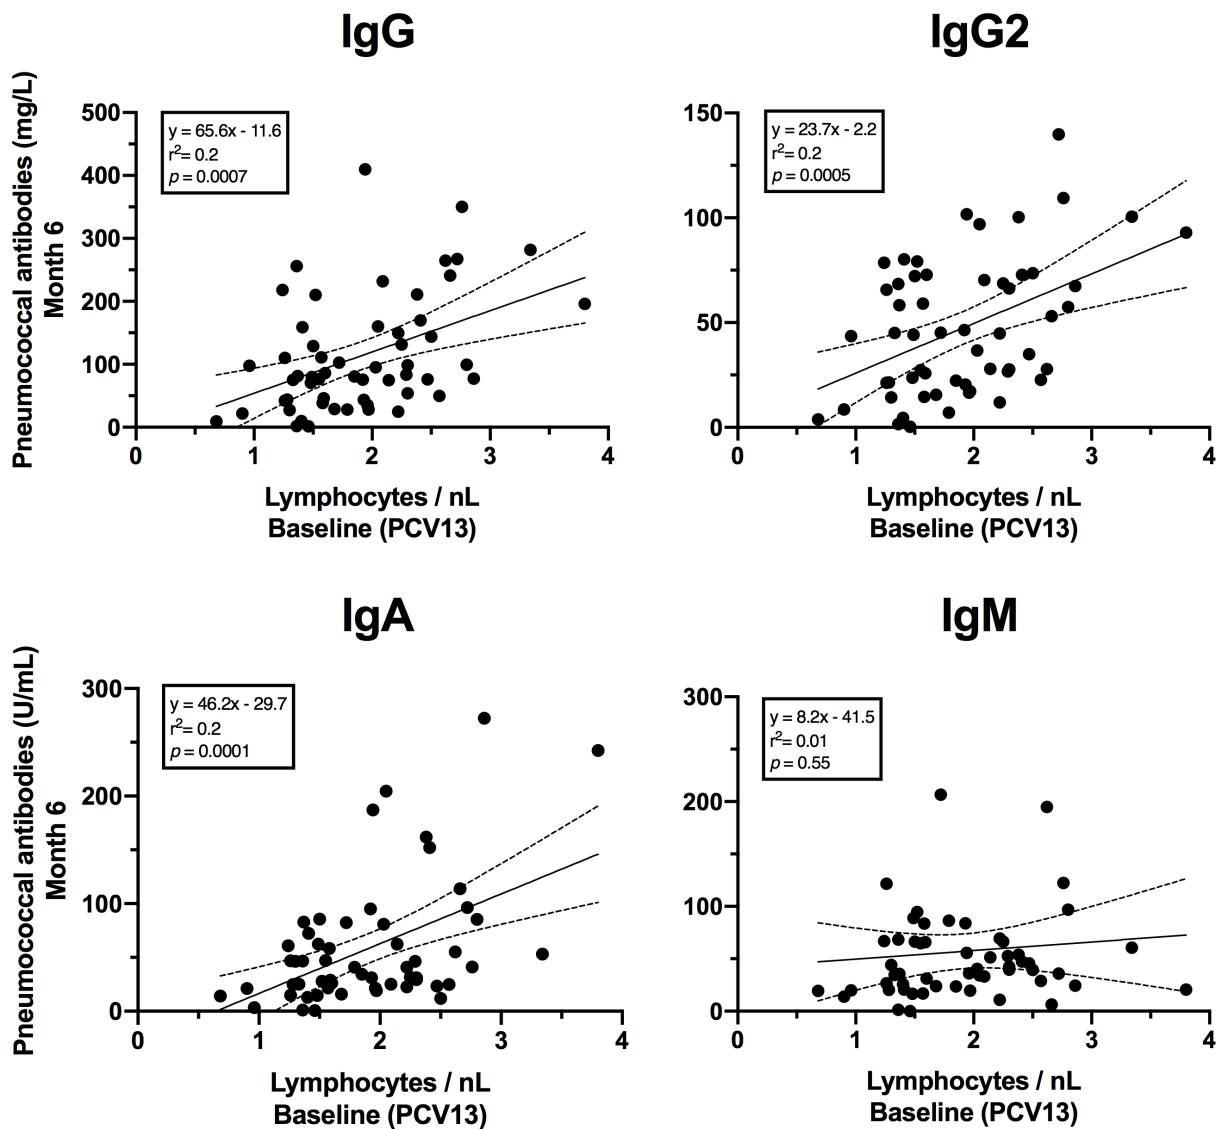 IgG
Pneumococcal antibodies (mg/L)
Month 6
500
400
300
200
100
0
y = 65.6x - 11.6
r²= 0.2
p = 0.0007
0 1 2 3 4
Lymphocytes / nL
Baseline (PCV13)
IgG2
150
100
50
0
y = 23.7x - 2.2
r²= 0.2
p = 0.0005
0 1 2 3 4
Lymphocytes / nL
Baseline (PCV13)
IgA
Pneumococcal antibodies (U/mL)
Month 6
300
200
100
0
y = 46.2x - 29.7
r²= 0.2
p = 0.0001
0 1 2 3 4
Lymphocytes / nL
Baseline (PCV13)
IgM
300
200
100
0
y = 8.2x - 41.5
r²= 0.01
p = 0.55
0 1 2 3 4
Lymphocytes / nL
Baseline (PCV13)